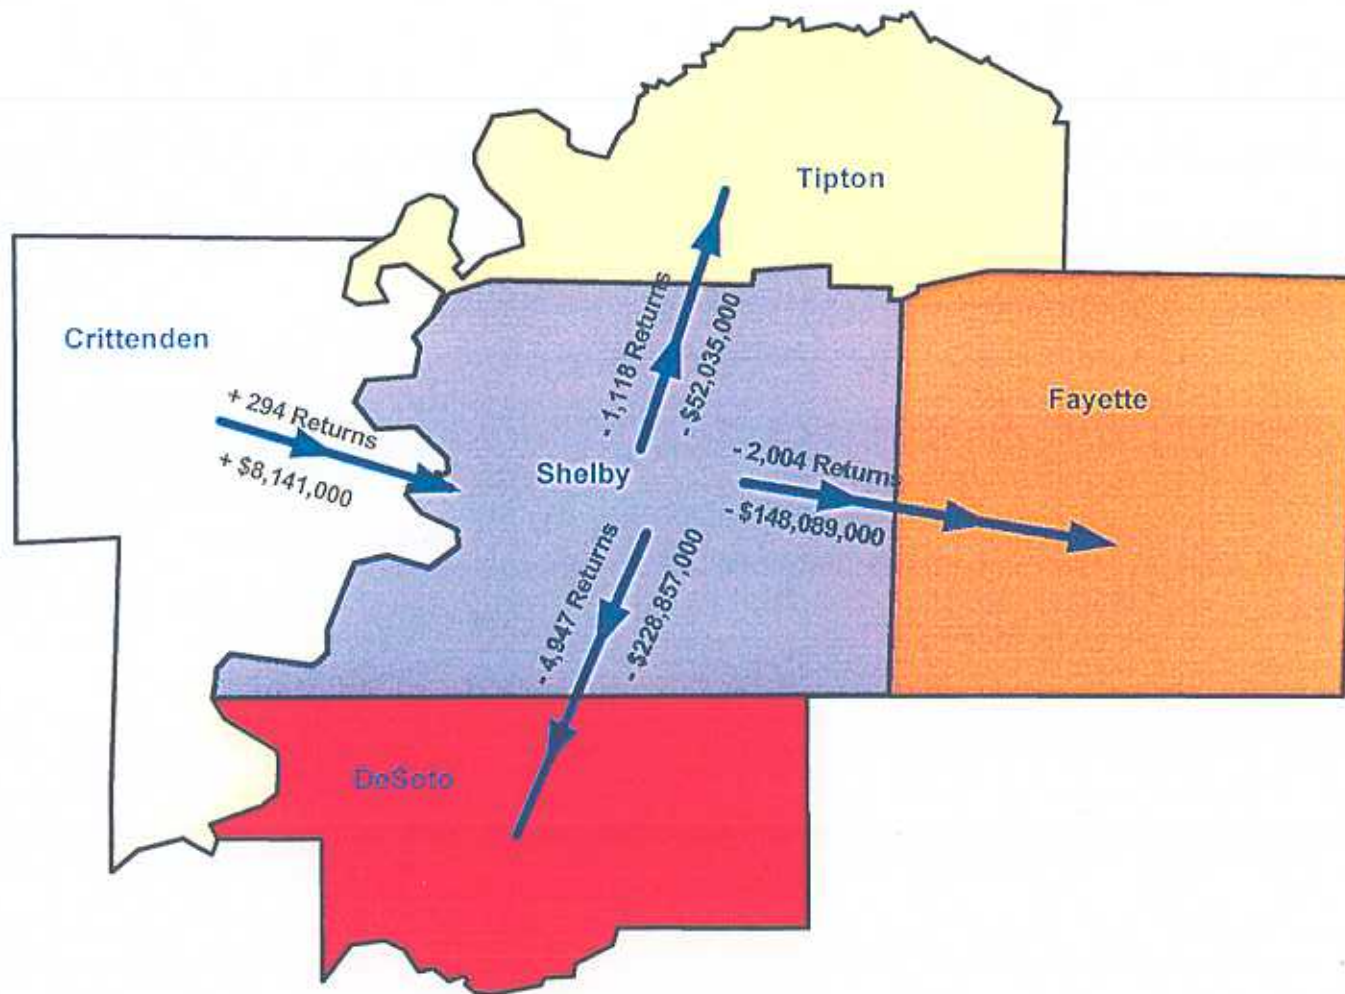 Tipton
Crittenden
+ 294 Returns
+ $8,141,000
- 1,118 Returns
- $52,035,000
Fayette
Shelby
- 2,004 Returns
- $148,089,000
- 4,947 Returns
- $228,857,000
DeSoto